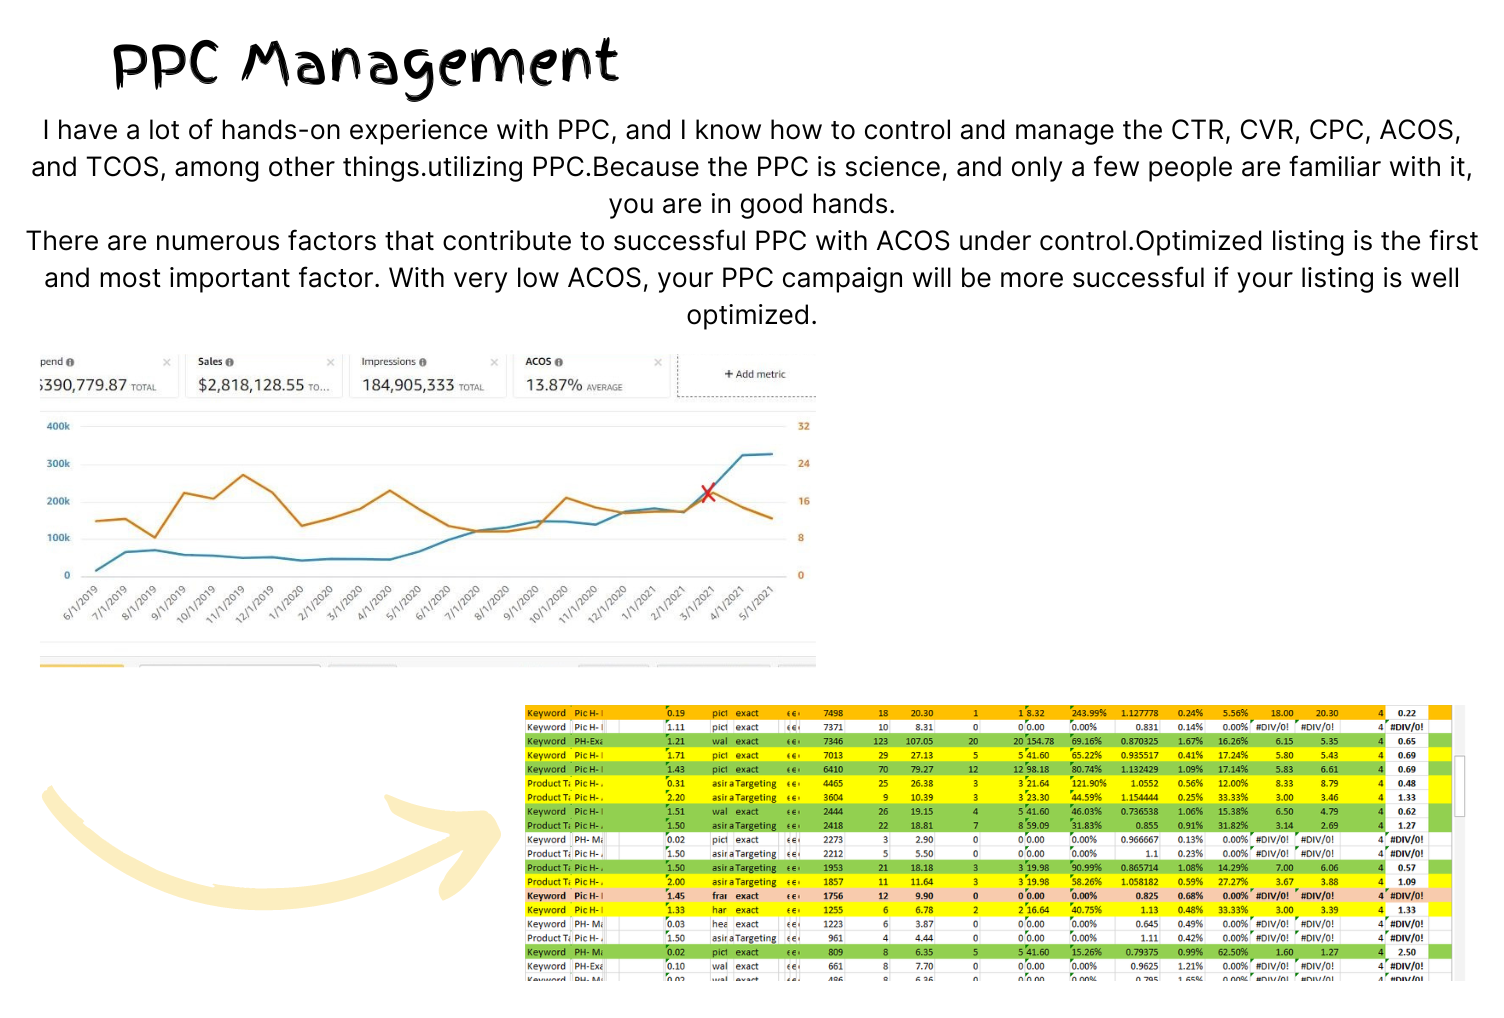 PPC Management
I have a lot of hands-on experience with PPC, and I know how to control and manage the CTR, CVR, CPC, ACOS,
and TCOS, among other things.utilizing PPC.Because the PPC is science, and only a few people are familiar with it,
you are in good hands.
There are numerous factors that contribute to successful PPC with ACOS under control.Optimized listing is the first
and most important factor. With very low ACOS, your PPC campaign will be more successful if your listing is well
optimized.
pend Sales Impressions ACOS
390,779.87 TOTAL $2,818,128.55 TO... 184,905,333 TOTAL 13.87% AVERAGE + Add metric
400k 32
300k 24
200k 16
100k 8
0 0
6/1/2019 7/1/2019 8/1/2019 9/1/2019 10/1/2019 11/1/2019 12/1/2019 1/1/2020 2/1/2020 3/1/2020 4/1/2020 5/1/2020 6/1/2020 7/1/2020 8/1/2020 9/1/2020 10/1/2020 11/1/2020 12/1/2020 1/1/2021 2/1/2021 3/1/2021 4/1/2021 5/1/2021
Keyword Pic H- 0.19 pict exact 7498 18 20.30 1 1 8.32 243.99% 1.127778 0.24% 5.56% 18.00 20.30 4 0.22
Keyword Pic H- 1.11 pict exact 7371 10 8.31 0 0 0.00 0.00% 0.831 0.14% 0.00% #DIV/0! #DIV/0! 4 #DIV/0!
Keyword PH-Exa 1.21 wal exact 7346 123 107.05 20 20 154.78 69.16% 0.870325 1.67% 16.26% 6.15 5.35 4 0.65
Keyword Pic H- 1.71 pict exact 7013 29 27.13 5 5 41.60 65.22% 0.935517 0.41% 17.24% 5.80 5.43 4 0.69
Keyword Pic H- 1.43 pict exact 6410 70 79.27 12 12 98.18 80.74% 1.132429 1.09% 17.14% 5.83 6.61 4 0.69
Product Ta Pic H- 0.31 asin a Targeting 4465 25 26.38 3 3 21.64 121.90% 1.0552 0.56% 12.00% 8.33 8.79 4 0.48
Product Ta Pic H- 2.20 asin a Targeting 3604 9 10.39 3 3 23.30 44.59% 1.154444 0.25% 33.33% 3.00 3.46 4 1.33
Keyword Pic H- 1.51 wal exact 2444 26 19.15 4 5 41.60 46.03% 0.736538 1.06% 15.38% 6.50 4.79 4 0.62
Product Ta Pic H- 1.50 asin a Targeting 2418 22 18.81 7 8 59.09 31.83% 0.855 0.91% 31.82% 3.14 2.69 4 1.27
Keyword PH- Ma 0.02 pict exact 2273 3 2.90 0 0 0.00 0.00% 0.966667 0.13% 0.00% #DIV/0! #DIV/0! 4 #DIV/0!
Product Ta Pic H- 1.50 asin a Targeting 2212 5 5.50 0 0 0.00 0.00% 1.1 0.23% 0.00% #DIV/0! #DIV/0! 4 #DIV/0!
Product Ta Pic H- 1.50 asin a Targeting 1953 21 18.18 3 3 19.98 90.99% 0.865714 1.08% 14.29% 7.00 6.06 4 0.57
Product Ta Pic H- 2.00 asin a Targeting 1857 11 11.64 3 3 19.98 58.26% 1.058182 0.59% 27.27% 3.67 3.88 4 1.09
Keyword Pic H- 1.45 frar exact 1756 12 9.90 0 0 0.00 0.00% 0.825 0.68% 0.00% #DIV/0! #DIV/0! 4 #DIV/0!
Keyword Pic H- 1.33 har exact 1255 6 6.78 2 2 16.64 40.75% 1.13 0.48% 33.33% 3.00 3.39 4 1.33
Keyword PH- Ma 0.03 hea exact 1223 6 3.87 0 0 0.00 0.00% 0.645 0.49% 0.00% #DIV/0! #DIV/0! 4 #DIV/0!
Product Ta Pic H- 1.50 asin a Targeting 961 4 4.44 0 0 0.00 0.00% 1.11 0.42% 0.00% #DIV/0! #DIV/0! 4 #DIV/0!
Keyword PH- Ma 0.02 pict exact 809 8 6.35 5 5 41.60 15.26% 0.79375 0.99% 62.50% 1.60 1.27 4 2.50
Keyword PH-Exa 0.10 wal exact 661 8 7.70 0 0 0.00 0.00% 0.9625 1.21% 0.00% #DIV/0! #DIV/0! 4 #DIV/0!